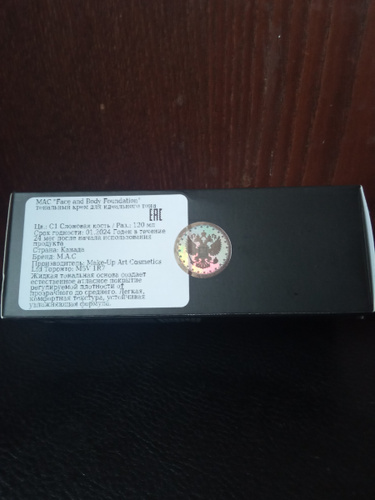 MAC "Face and Body Foundation"
тональный крем для идеального тона
EAC
Цв.: C1 Слоновая кость / Раз.: 120 мл
Срок годности: 01.2024 Годен в течение
24 мес после начала использования
продукта
Страна: Канада
Бренд: M.A.C
Производитель: Make-Up Art Cosmetics
Ltd Торонто; M5V 1R7
Жидкая тональная основа создает
естественное атласное покрытие
регулируемой плотности от
прозрачного до среднего. Легкая,
комфортная текстура, устойчивая
увлажняющая формула.